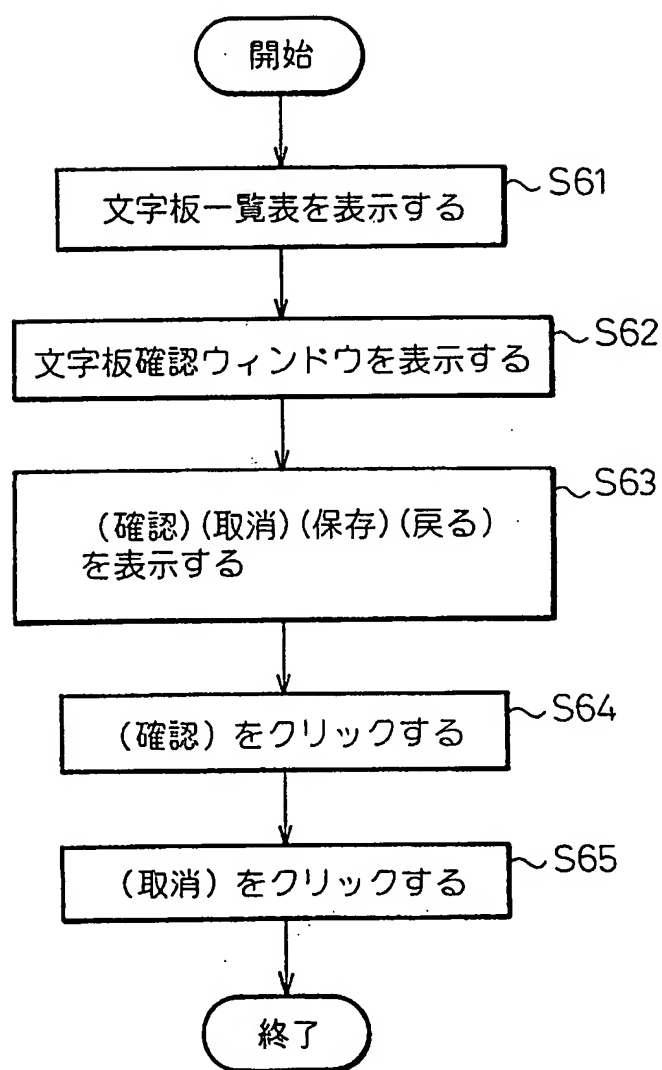 開始
文字板一覧表を表示する
S61
文字板確認ウィンドウを表示する
S62
(確認)(取消)(保存)(戻る)
を表示する
S63
(確認)をクリックする
S64
(取消)をクリックする
S65
終了